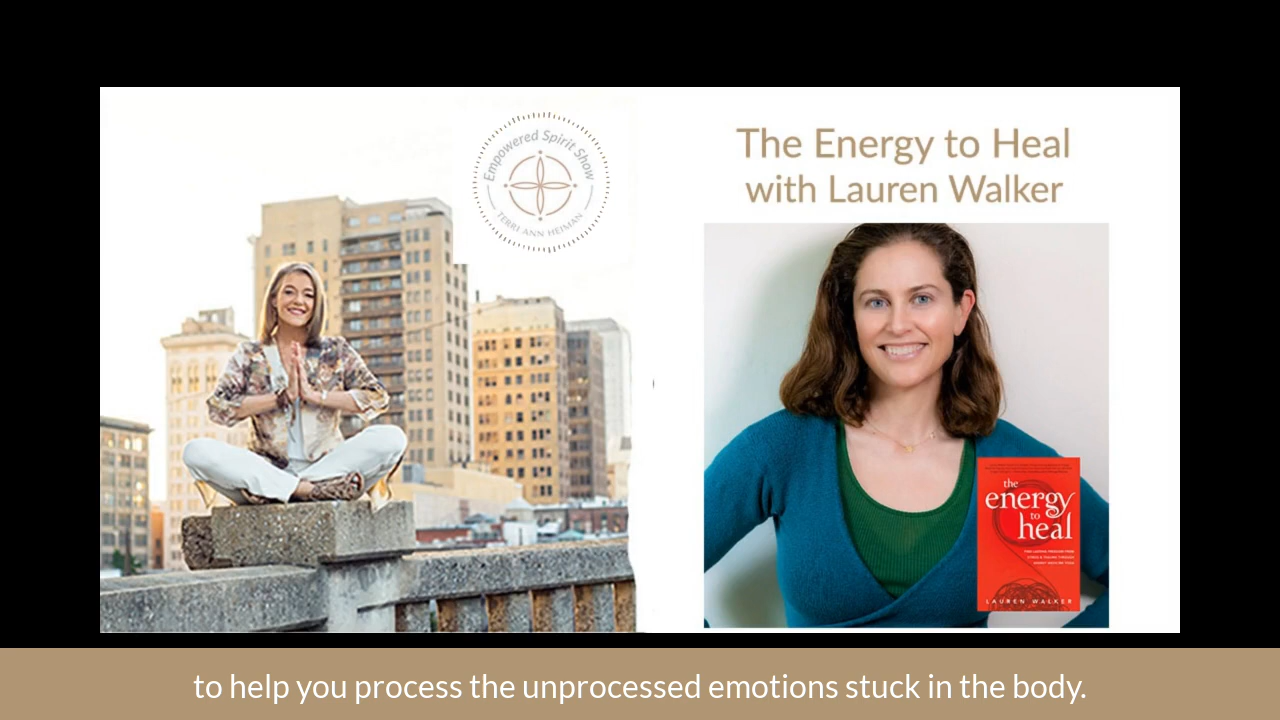 Empowered Spirit Show
TERRI ANN HEIMAN
The Energy to Heal
with Lauren Walker
the
energy
to
heal
LAUREN WALKER
to help you process the unprocessed emotions stuck in the body.